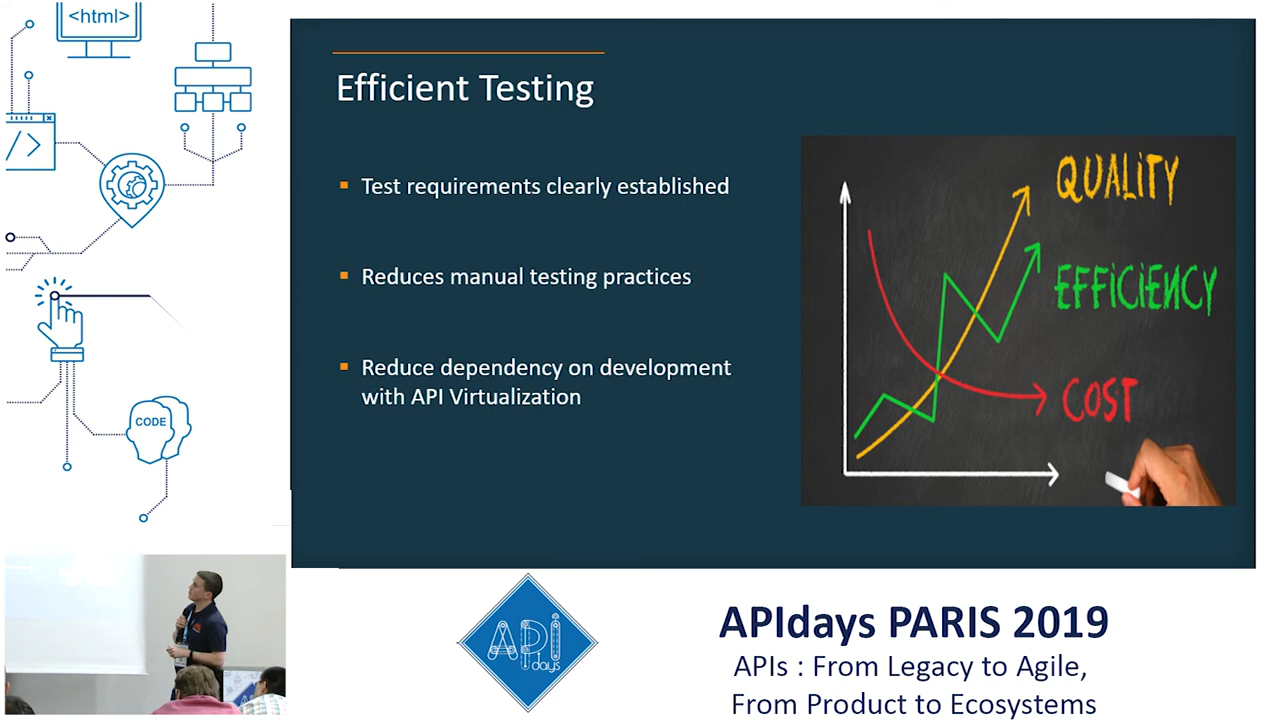 <html>
Efficient Testing
Test requirements clearly established
Reduces manual testing practices
Reduce dependency on development
with API Virtualization
QUALITY
EFFICIENCY
COST
</>
CODE
API
days
APIdays PARIS 2019
APIs : From Legacy to Agile,
From Product to Ecosystems